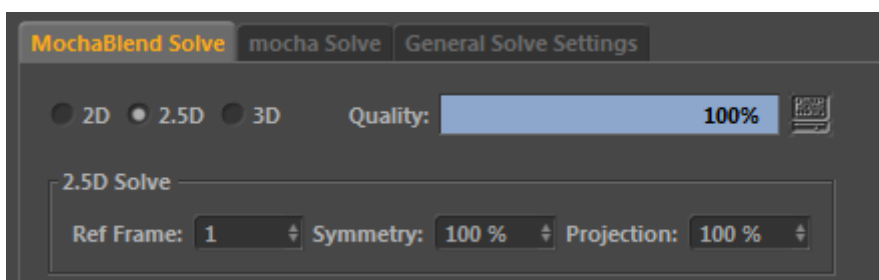 MochaBlend Solve mocha Solve General Solve Settings
2D 2.5D 3D Quality: 100%
2.5D Solve
Ref Frame: 1 Symmetry: 100 % Projection: 100 %